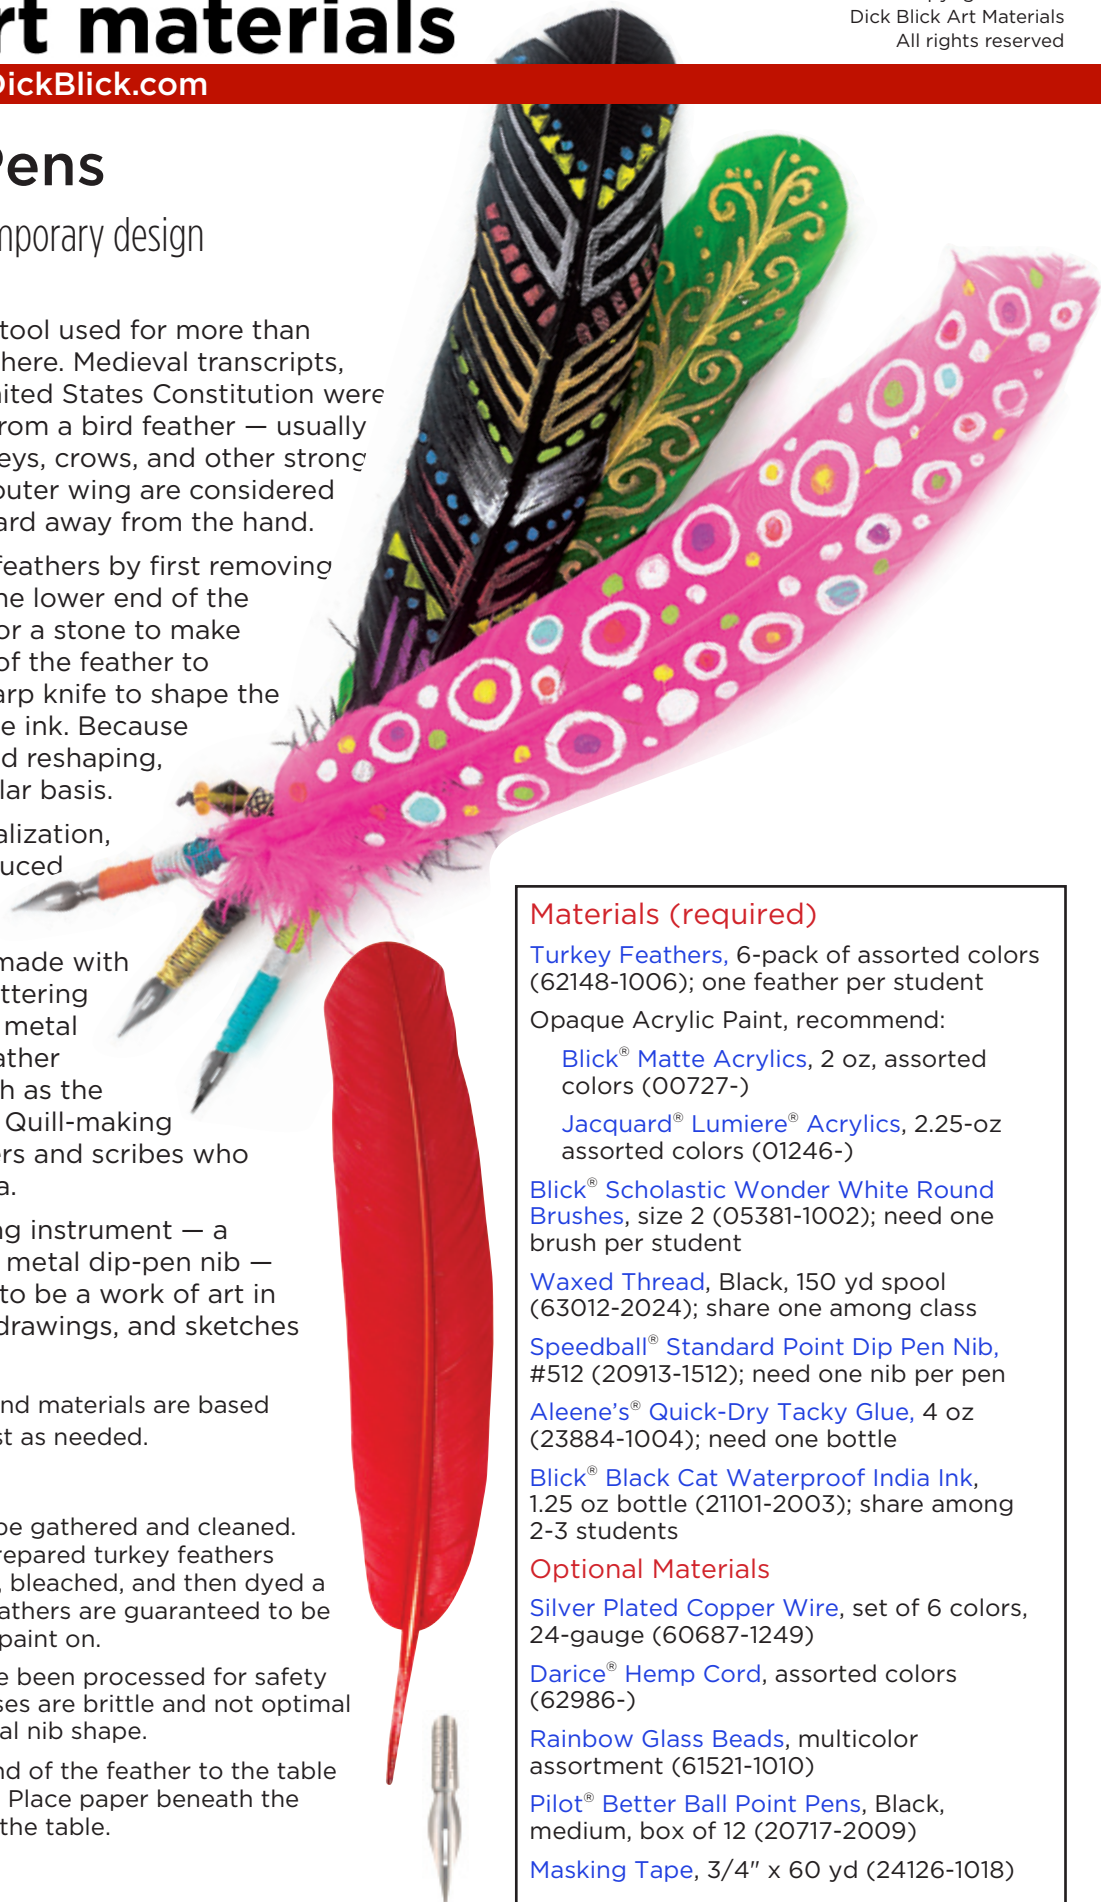 rt materials
Dick Blick Art Materials
All rights reserved
DickBlick.com
Pens
mporary design
tool used for more than
here. Medieval transcripts,
nited States Constitution were
from a bird feather — usually
eys, crows, and other strong
outer wing are considered
ard away from the hand.
feathers by first removing
he lower end of the
or a stone to make
of the feather to
arp knife to shape the
e ink. Because
d reshaping,
lar basis.
alization,
uced
made with
ttering
metal
ather
h as the
Quill-making
ers and scribes who
a.
ng instrument — a
metal dip-pen nib —
to be a work of art in
drawings, and sketches
nd materials are based
st as needed.
be gathered and cleaned.
repared turkey feathers
, bleached, and then dyed a
athers are guaranteed to be
paint on.
e been processed for safety
ses are brittle and not optimal
al nib shape.
nd of the feather to the table
. Place paper beneath the
the table.
Materials (required)
Turkey Feathers, 6-pack of assorted colors
(62148-1006); one feather per student
Opaque Acrylic Paint, recommend:
Blick® Matte Acrylics, 2 oz, assorted
colors (00727-)
Jacquard® Lumiere® Acrylics, 2.25-oz
assorted colors (01246-)
Blick® Scholastic Wonder White Round
Brushes, size 2 (05381-1002); need one
brush per student
Waxed Thread, Black, 150 yd spool
(63012-2024); share one among class
Speedball® Standard Point Dip Pen Nib,
#512 (20913-1512); need one nib per pen
Aleene's® Quick-Dry Tacky Glue, 4 oz
(23884-1004); need one bottle
Blick® Black Cat Waterproof India Ink,
1.25 oz bottle (21101-2003); share among
2-3 students
Optional Materials
Silver Plated Copper Wire, set of 6 colors,
24-gauge (60687-1249)
Darice® Hemp Cord, assorted colors
(62986-)
Rainbow Glass Beads, multicolor
assortment (61521-1010)
Pilot® Better Ball Point Pens, Black,
medium, box of 12 (20717-2009)
Masking Tape, 3/4" x 60 yd (24126-1018)